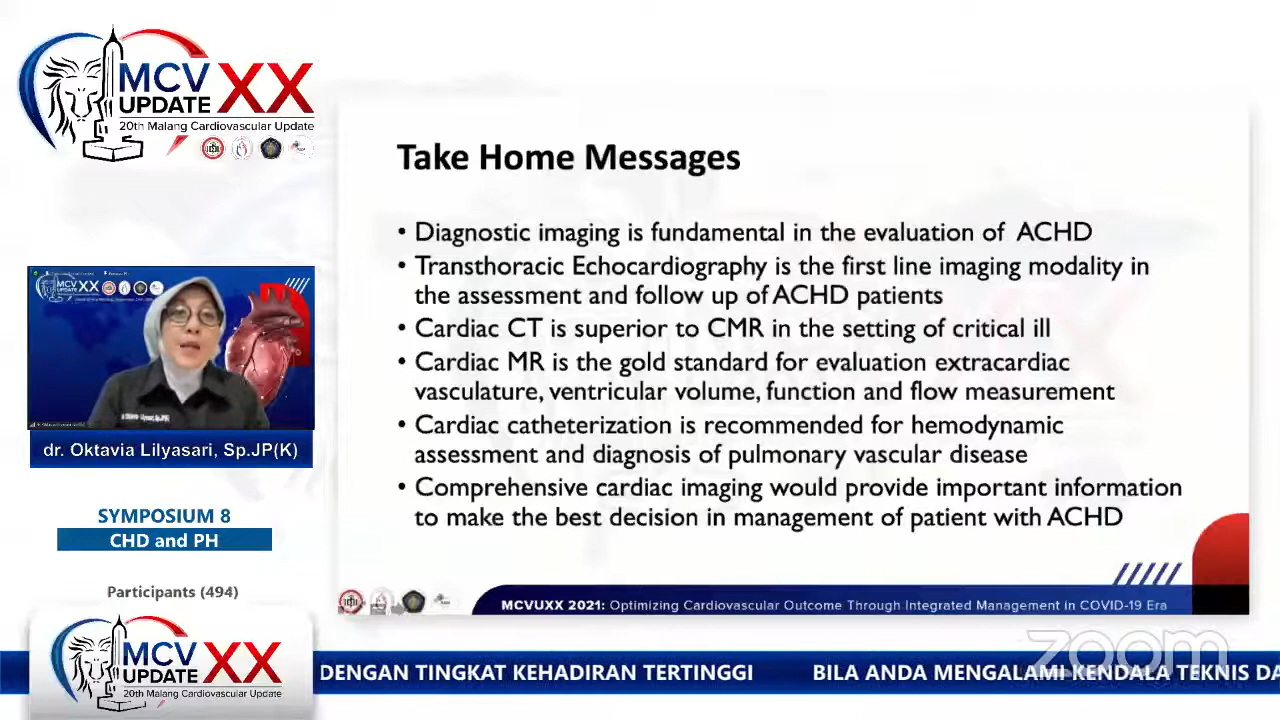 MCV
UPDATE
XX
20th Malang Cardiovascular Update
Take Home Messages
• Diagnostic imaging is fundamental in the evaluation of ACHD
• Transthoracic Echocardiography is the first line imaging modality in
the assessment and follow up of ACHD patients
• Cardiac CT is superior to CMR in the setting of critical ill
• Cardiac MR is the gold standard for evaluation extracardiac
vasculature, ventricular volume, function and flow measurement
• Cardiac catheterization is recommended for hemodynamic
assessment and diagnosis of pulmonary vascular disease
• Comprehensive cardiac imaging would provide important information
to make the best decision in management of patient with ACHD
MCV
UPDATE
XX
dr. Oktavia Lilyasari, Sp.JP(K)
SYMPOSIUM 8
CHD and PH
Participants (494)
MCVUXX 2021: Optimizing Cardiovascular Outcome Through Integrated Management in COVID-19 Era
zoom
MCV
UPDATE
XX
20th Malang Cardiovascular Update
DENGAN TINGKAT KEHADIRAN TERTINGGI
BILA ANDA MENGALAMI KENDALA TEKNIS DA